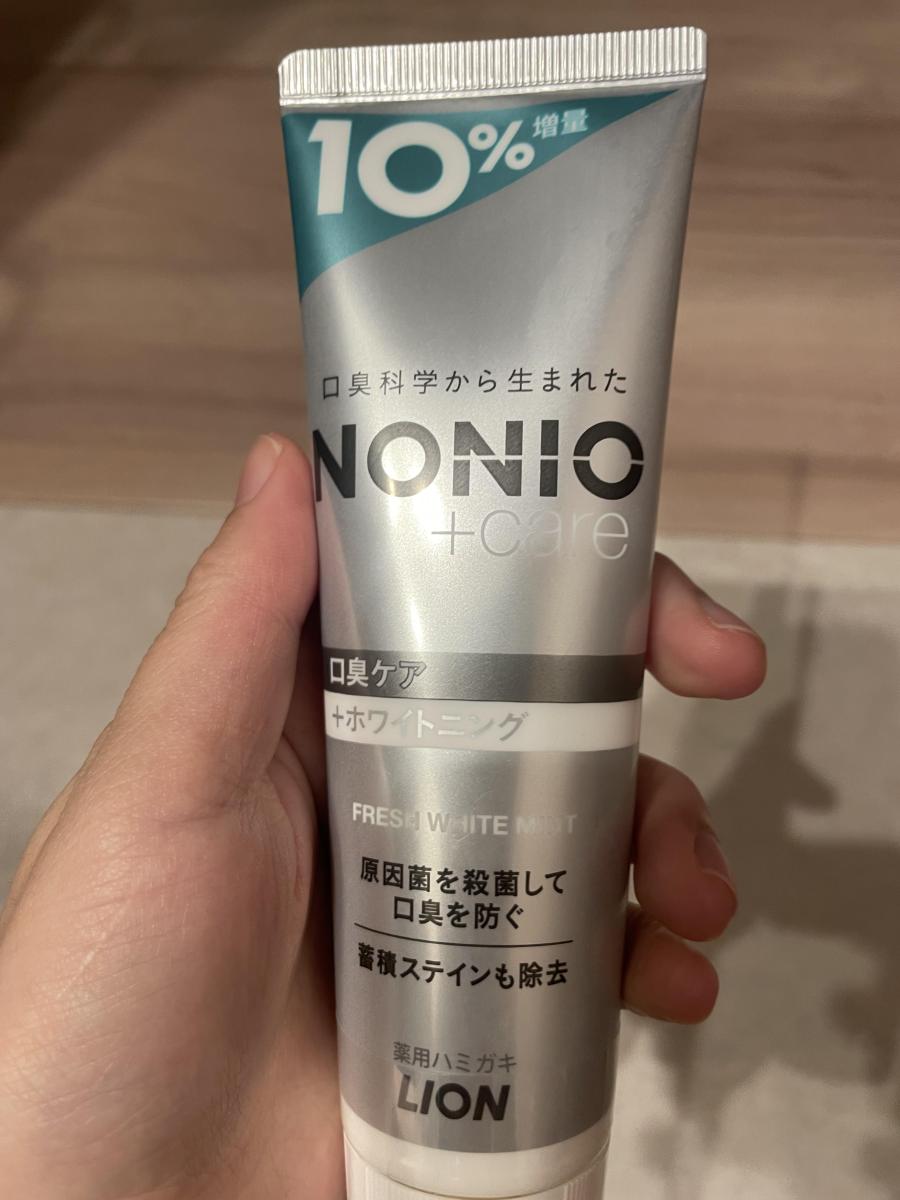 10%増量
口臭科学から生まれた
NONIO
+care
口臭ケア
+ホワイトニング
FRESH WHITE MINT
原因菌を殺菌して
口臭を防ぐ
蓄積ステインも除去
薬用ハミガキ
LION